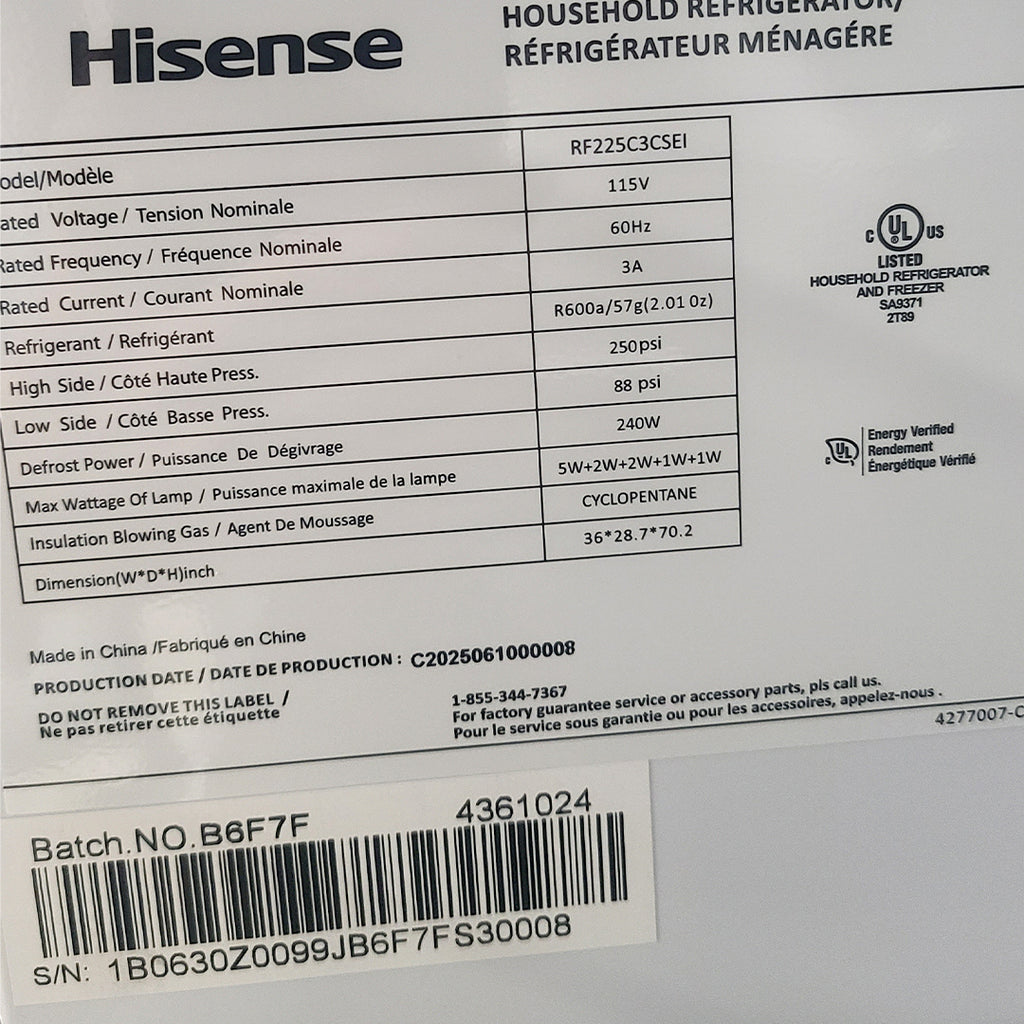 Hisense
HOUSEHOLD REFRIGERATOR/
RÉFRIGÉRATEUR MÉNAGÉRE
odel/Modèle RF225C3CSEI
ated Voltage / Tension Nominale 115V
Rated Frequency / Fréquence Nominale 60Hz
Rated Current / Courant Nominale 3A
Refrigerant / Refrigérant R600a/57g(2.01 Oz)
High Side / Côté Haute Press. 250psi
Low Side / Côté Basse Press. 88 psi
Defrost Power / Puissance De Dégivrage 240W
Max Wattage Of Lamp / Puissance maximale de la lampe 5W+2W+2W+1W+1W
Insulation Blowing Gas / Agent De Moussage CYCLOPENTANE
Dimension(W*D*H)inch 36*28.7*70.2
C UL US
LISTED
HOUSEHOLD REFRIGERATOR
AND FREEZER
SA9371
2T89
c UL
Energy Verified
Rendement
Énergétique Vérifié
Made in China /Fabriqué en Chine
PRODUCTION DATE / DATE DE PRODUCTION : C2025061000008
DO NOT REMOVE THIS LABEL /
Ne pas retirer cette étiquette
1-855-344-7367
For factory guarantee service or accessory parts, pls call us.
Pour le service sous garantie ou pour les accessoires, appelez-nous .
4277007-C
Batch.NO.B6F7F 4361024
S/N: 1B0630Z0099JB6F7FS30008